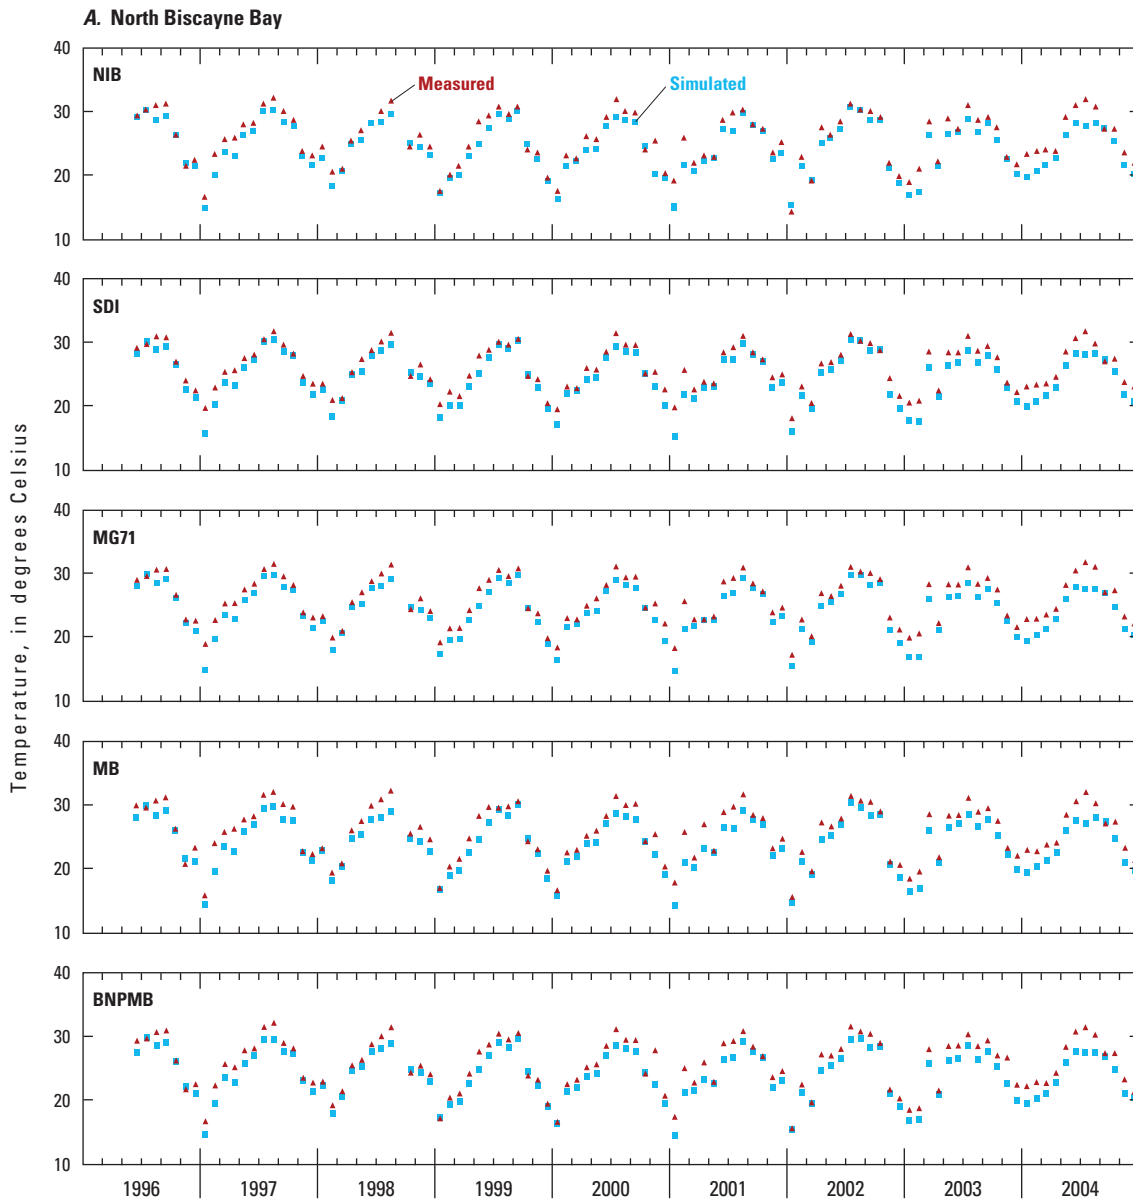 A. North Biscayne Bay
40
NIB
Measured
Simulated
30
20
10
40
SDI
30
20
10
40
MG71
30
20
10
40
MB
30
20
10
40
BNPMB
30
20
10
Temperature, in degrees Celsius
1996 1997 1998 1999 2000 2001 2002 2003 2004